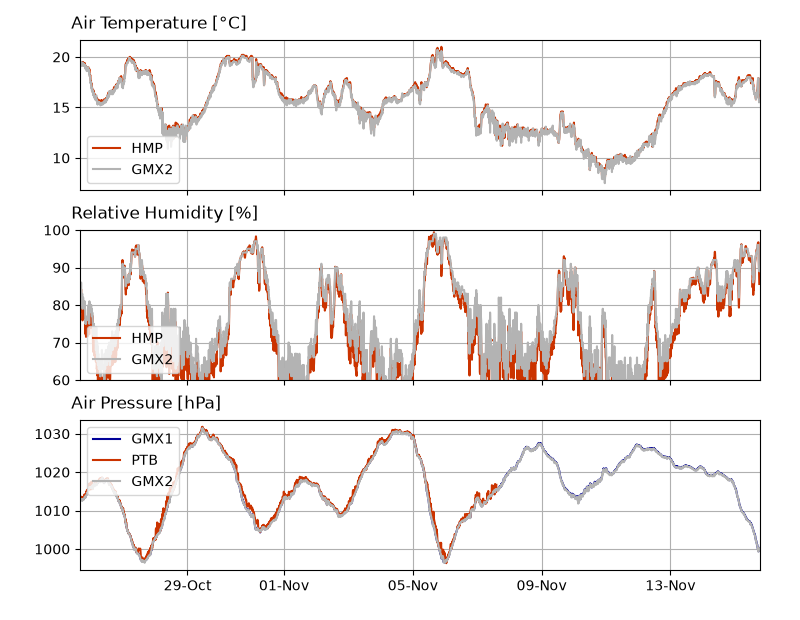 Air Temperature [°C]
20
15
10
HMP
GMX2
Relative Humidity [%]
100
90
80
70
60
HMP
GMX2
Air Pressure [hPa]
1030
1020
1010
1000
GMX1
PTB
GMX2
29-Oct 01-Nov 05-Nov 09-Nov 13-Nov